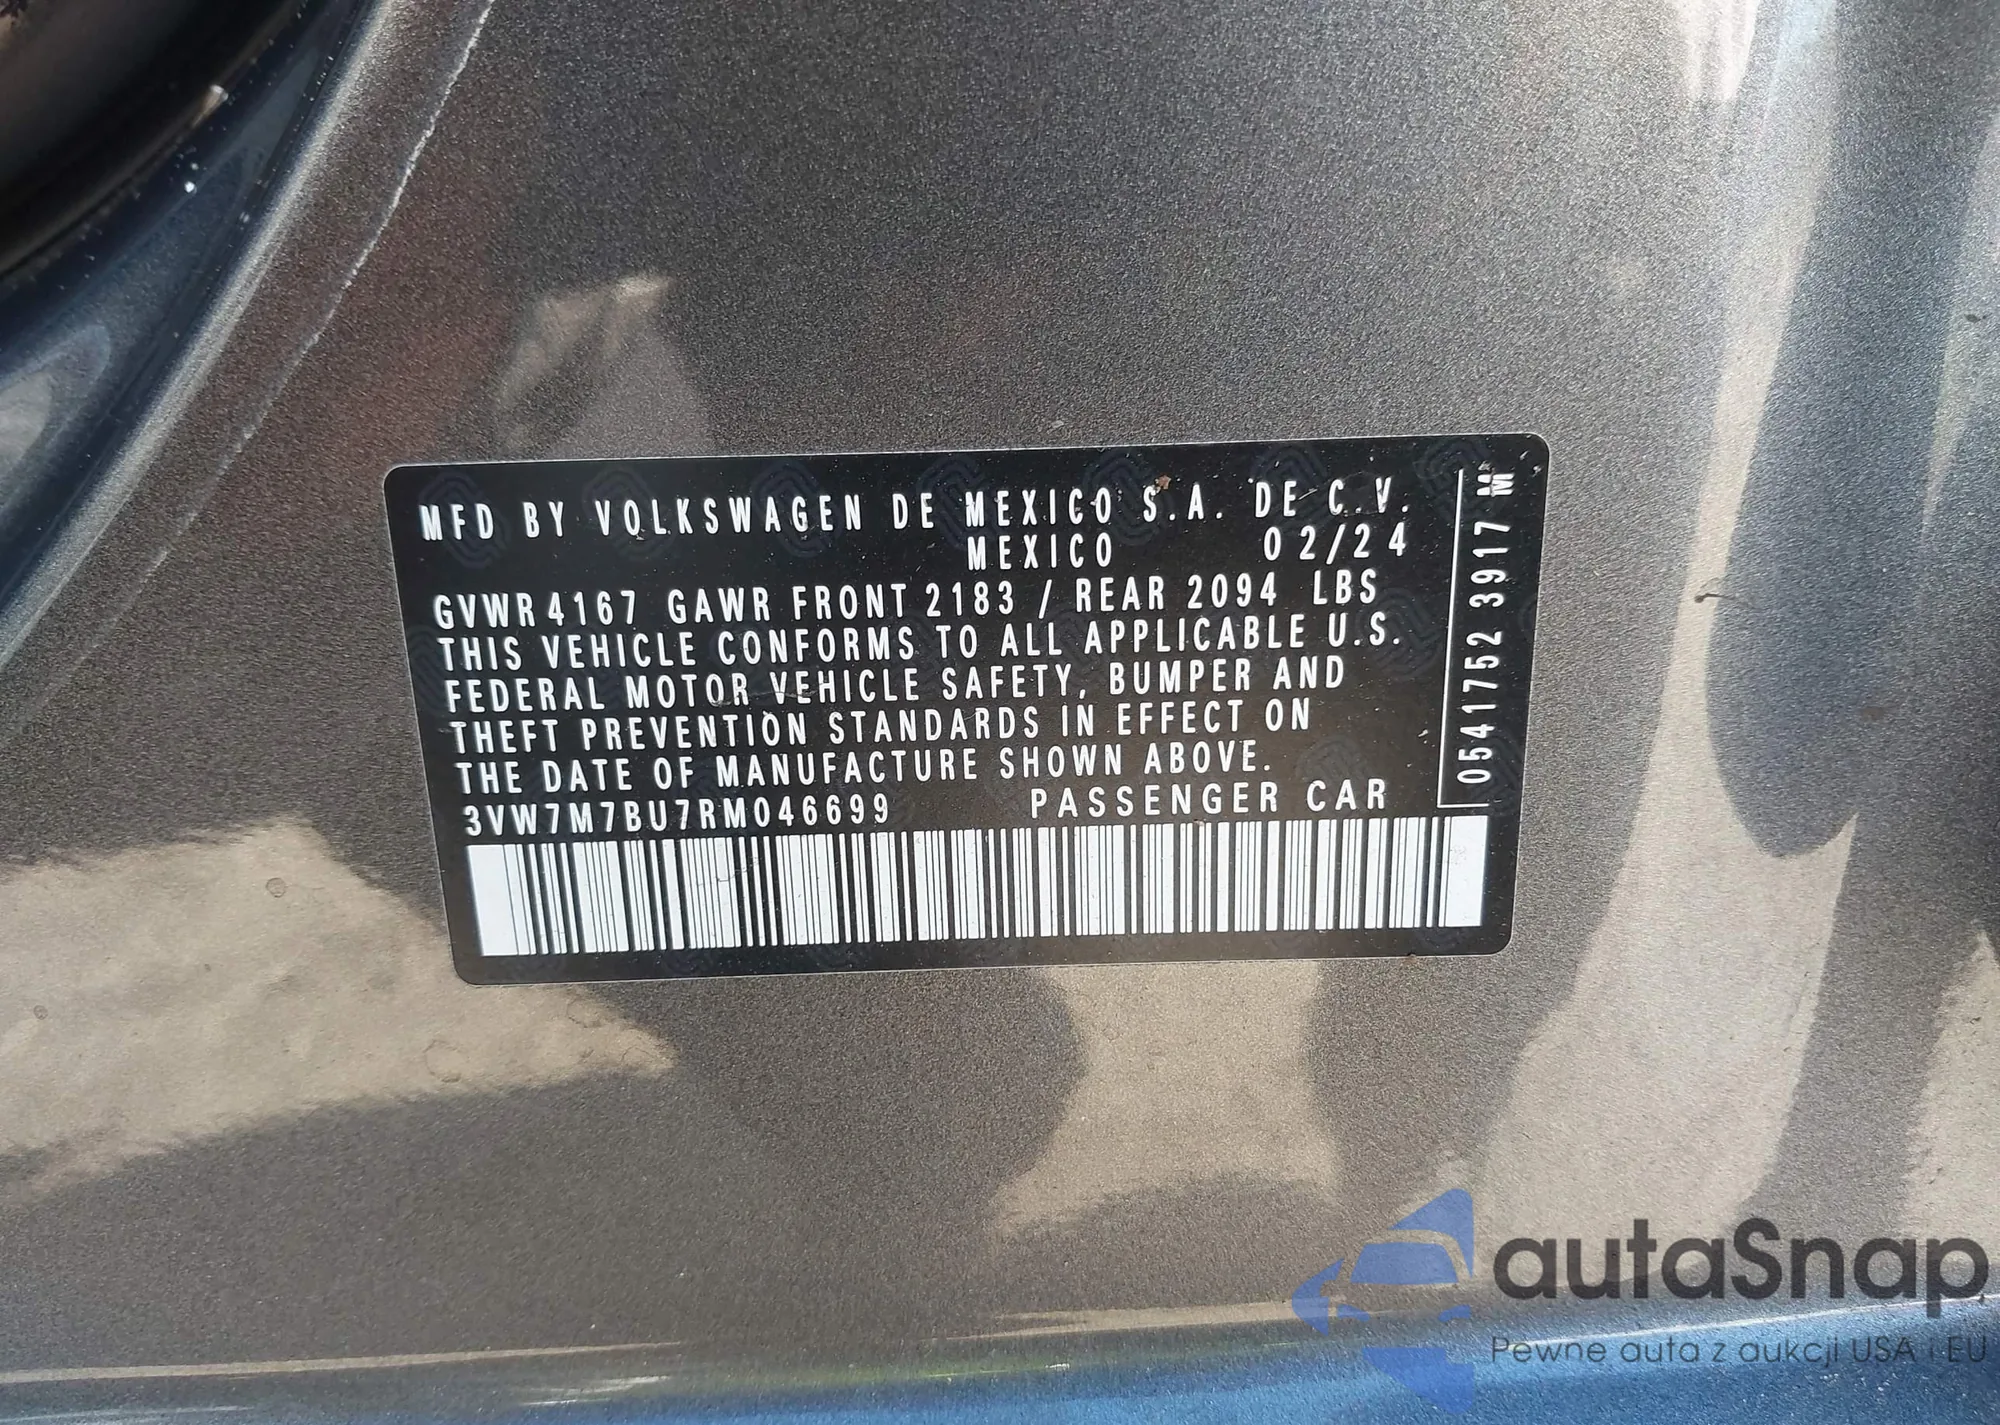 MFD BY VOLKSWAGEN DE MEXICO S.A. DE C.V.
MEXICO 02/24
GVWR 4167 GAWR FRONT 2183 / REAR 2094 LBS
THIS VEHICLE CONFORMS TO ALL APPLICABLE U.S.
FEDERAL MOTOR VEHICLE SAFETY, BUMPER AND
THEFT PREVENTION STANDARDS IN EFFECT ON
THE DATE OF MANUFACTURE SHOWN ABOVE.
3VW7M7BU7RM046699 PASSENGER CAR
0541752 3917 M
autaSnap
Pewne auta z aukcji USA i EU